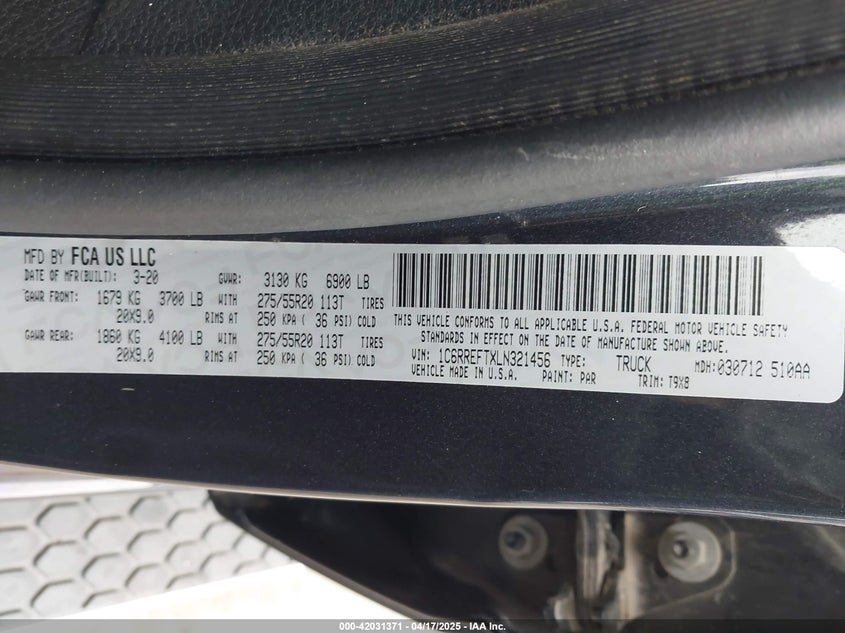 MFD BY FCA US LLC
DATE OF MFR(BUILT): 3-20 GVWR: 3130 KG 6900 LB
GAWR FRONT: 1679 KG 3700 LB WITH 275/55R20 113T TIRES
20X9.0 RIMS AT 250 KPA ( 36 PSI) COLD
GAWR REAR: 1860 KG 4100 LB WITH 275/55R20 113T TIRES
20X9.0 RIMS AT 250 KPA ( 36 PSI) COLD
THIS VEHICLE CONFORMS TO ALL APPLICABLE U.S.A. FEDERAL MOTOR VEHICLE SAFETY
STANDARDS IN EFFECT ON THE DATE OF MANUFACTURE SHOWN ABOVE.
VIN: 1C6RREFTXLN321456 TYPE: TRUCK MDH: 030712 510AA
VEHICLE MADE IN U.S.A. PAINT: PAR TRIM: T9X8
000-42031371 - 04/17/2025 - IAA Inc.